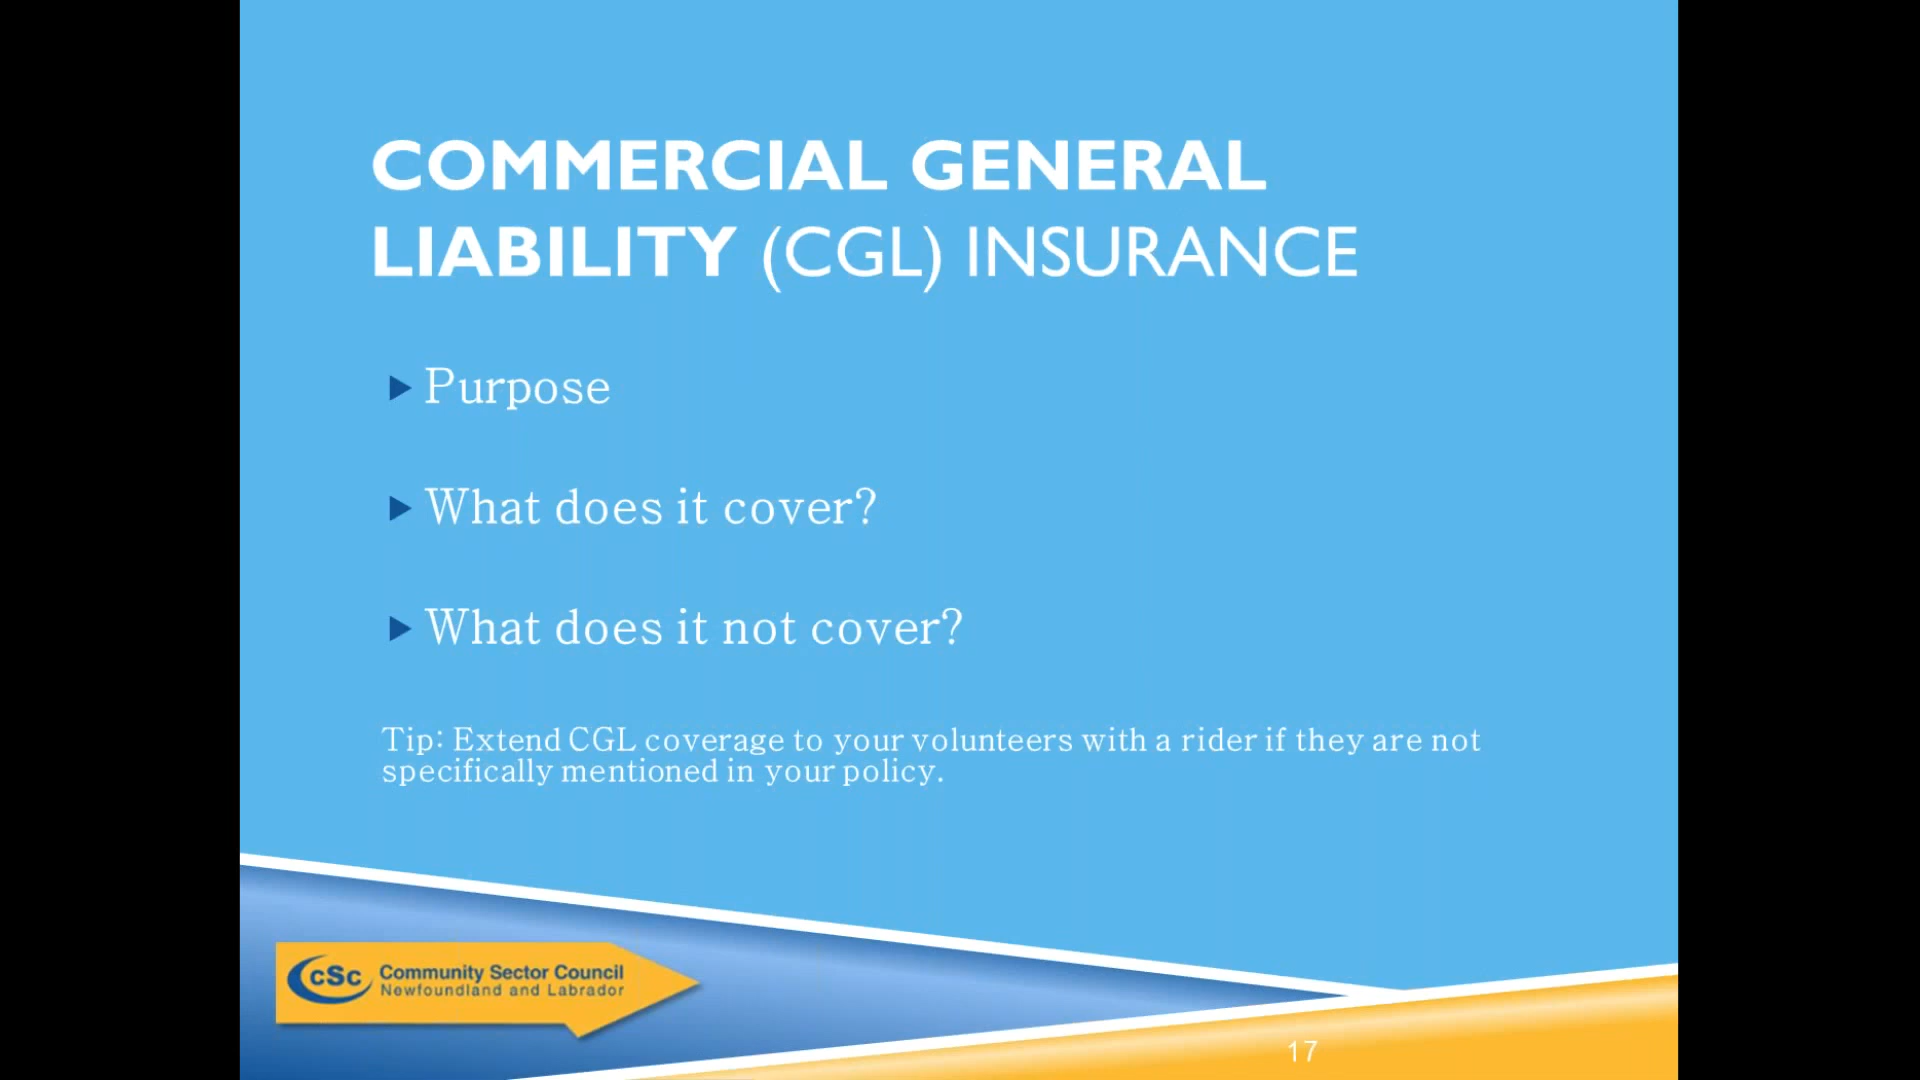 COMMERCIAL GENERAL
LIABILITY (CGL) INSURANCE
Purpose
What does it cover?
What does it not cover?
Tip: Extend CGL coverage to your volunteers with a rider if they are not
specifically mentioned in your policy.
cSc Community Sector Council
Newfoundland and Labrador
17